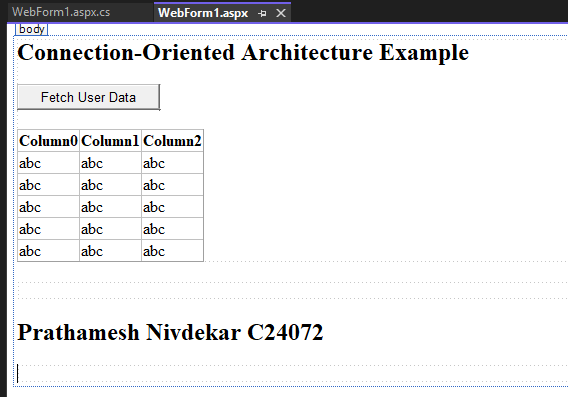 WebForm1.aspx.cs WebForm1.aspx
body
Connection-Oriented Architecture Example
Fetch User Data
Column0 Column1 Column2
abc abc abc
abc abc abc
abc abc abc
abc abc abc
abc abc abc
Prathamesh Nivdekar C24072